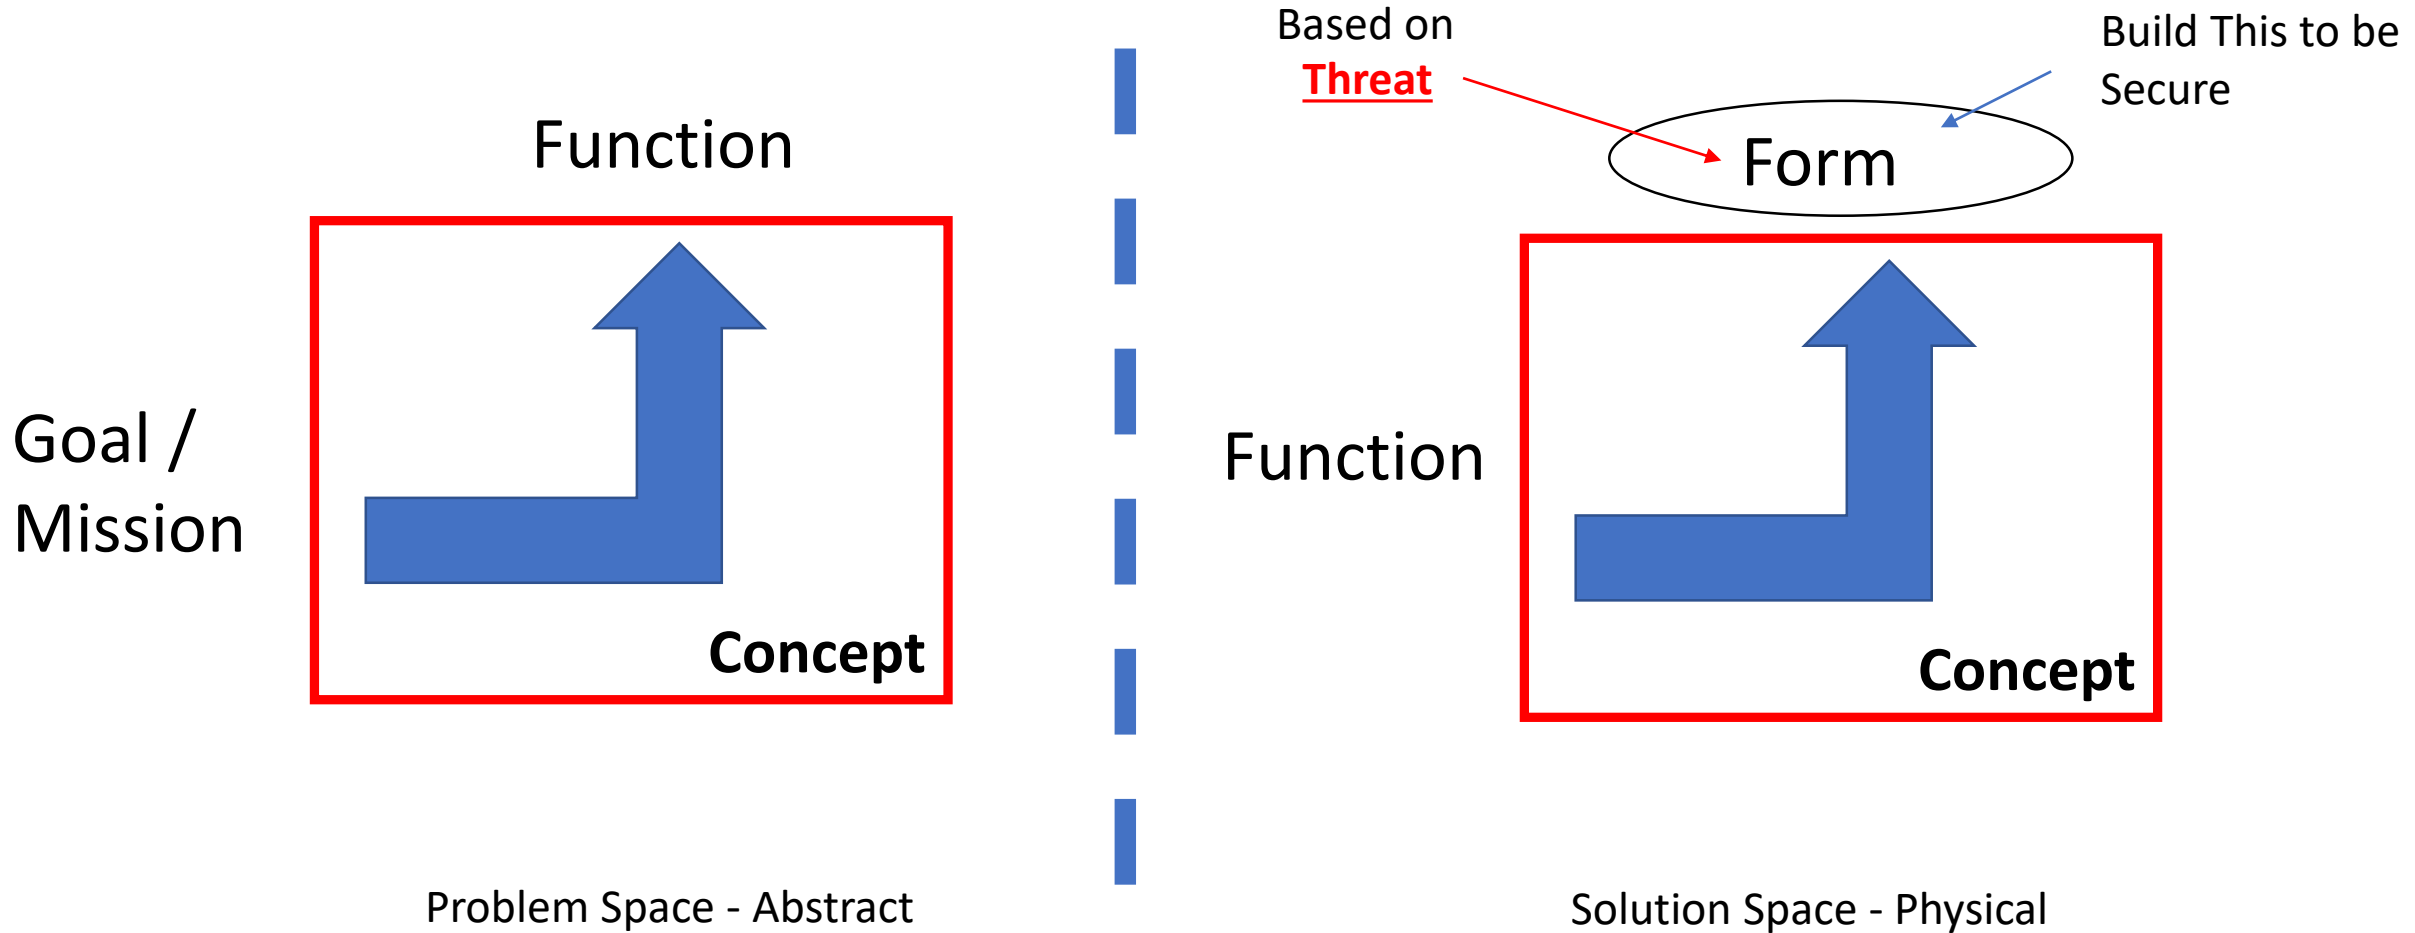 Function
Goal /
Mission
Concept
Problem Space - Abstract
Based on
Threat
Build This to be
Secure
Form
Function
Concept
Solution Space - Physical